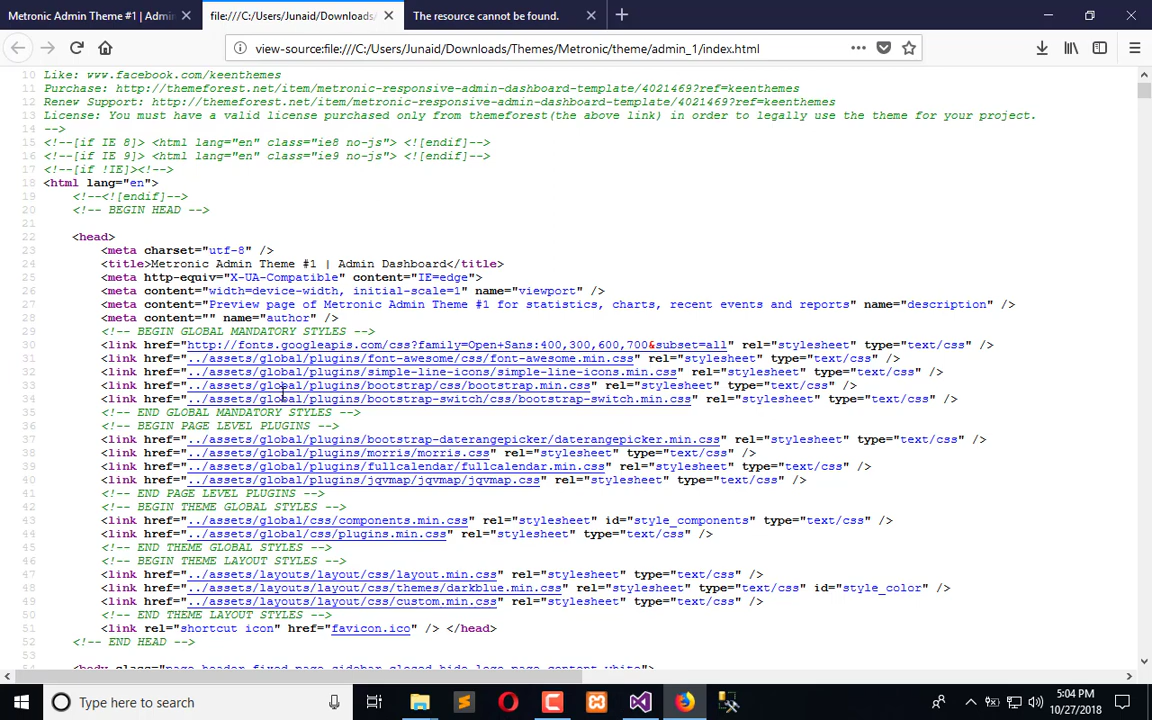 Metronic Admin Theme #1 | Admin
file:///C:/Users/Junaid/Downloads/
The resource cannot be found.
view-source:file:///C:/Users/Junaid/Downloads/Themes/Metronic/theme/admin_1/index.html
10 Like: www.facebook.com/keenthemes
11 Purchase: http://themeforest.net/item/metronic-responsive-admin-dashboard-template/4021469?ref=keenthemes
12 Renew Support: http://themeforest.net/item/metronic-responsive-admin-dashboard-template/4021469?ref=keenthemes
13 License: You must have a valid license purchased only from themeforest(the above link) in order to legally use the theme for your project.
14 -->
15 <!--[if IE 8]> <html lang="en" class="ie8 no-js"> <![endif]-->
16 <!--[if IE 9]> <html lang="en" class="ie9 no-js"> <![endif]-->
17 <!--[if !IE]><!-->
18 <html lang="en">
19 <!--<![endif]-->
20 <!-- BEGIN HEAD -->
21
22 <head>
23 <meta charset="utf-8" />
24 <title>Metronic Admin Theme #1 | Admin Dashboard</title>
25 <meta http-equiv="X-UA-Compatible" content="IE=edge">
26 <meta content="width=device-width, initial-scale=1" name="viewport" />
27 <meta content="Preview page of Metronic Admin Theme #1 for statistics, charts, recent events and reports" name="description" />
28 <meta content="" name="author" />
29 <!-- BEGIN GLOBAL MANDATORY STYLES -->
30 <link href="http://fonts.googleapis.com/css?family=Open+Sans:400,300,600,700&subset=all" rel="stylesheet" type="text/css" />
31 <link href="../assets/global/plugins/font-awesome/css/font-awesome.min.css" rel="stylesheet" type="text/css" />
32 <link href="../assets/global/plugins/simple-line-icons/simple-line-icons.min.css" rel="stylesheet" type="text/css" />
33 <link href="../assets/global/plugins/bootstrap/css/bootstrap.min.css" rel="stylesheet" type="text/css" />
34 <link href="../assets/global/plugins/bootstrap-switch/css/bootstrap-switch.min.css" rel="stylesheet" type="text/css" />
35 <!-- END GLOBAL MANDATORY STYLES -->
36 <!-- BEGIN PAGE LEVEL PLUGINS -->
37 <link href="../assets/global/plugins/bootstrap-daterangepicker/daterangepicker.min.css" rel="stylesheet" type="text/css" />
38 <link href="../assets/global/plugins/morris/morris.css" rel="stylesheet" type="text/css" />
39 <link href="../assets/global/plugins/fullcalendar/fullcalendar.min.css" rel="stylesheet" type="text/css" />
40 <link href="../assets/global/plugins/jqvmap/jqvmap/jqvmap.css" rel="stylesheet" type="text/css" />
41 <!-- END PAGE LEVEL PLUGINS -->
42 <!-- BEGIN THEME GLOBAL STYLES -->
43 <link href="../assets/global/css/components.min.css" rel="stylesheet" id="style_components" type="text/css" />
44 <link href="../assets/global/css/plugins.min.css" rel="stylesheet" type="text/css" />
45 <!-- END THEME GLOBAL STYLES -->
46 <!-- BEGIN THEME LAYOUT STYLES -->
47 <link href="../assets/layouts/layout/css/layout.min.css" rel="stylesheet" type="text/css" />
48 <link href="../assets/layouts/layout/css/themes/darkblue.min.css" rel="stylesheet" type="text/css" id="style_color" />
49 <link href="../assets/layouts/layout/css/custom.min.css" rel="stylesheet" type="text/css" />
50 <!-- END THEME LAYOUT STYLES -->
51 <link rel="shortcut icon" href="favicon.ico" /> </head>
52 <!-- END HEAD -->
53
<body class="page-header-fixed page-sidebar-closed-hide-logo page-content-white">
Type here to search
5:04 PM
10/27/2018